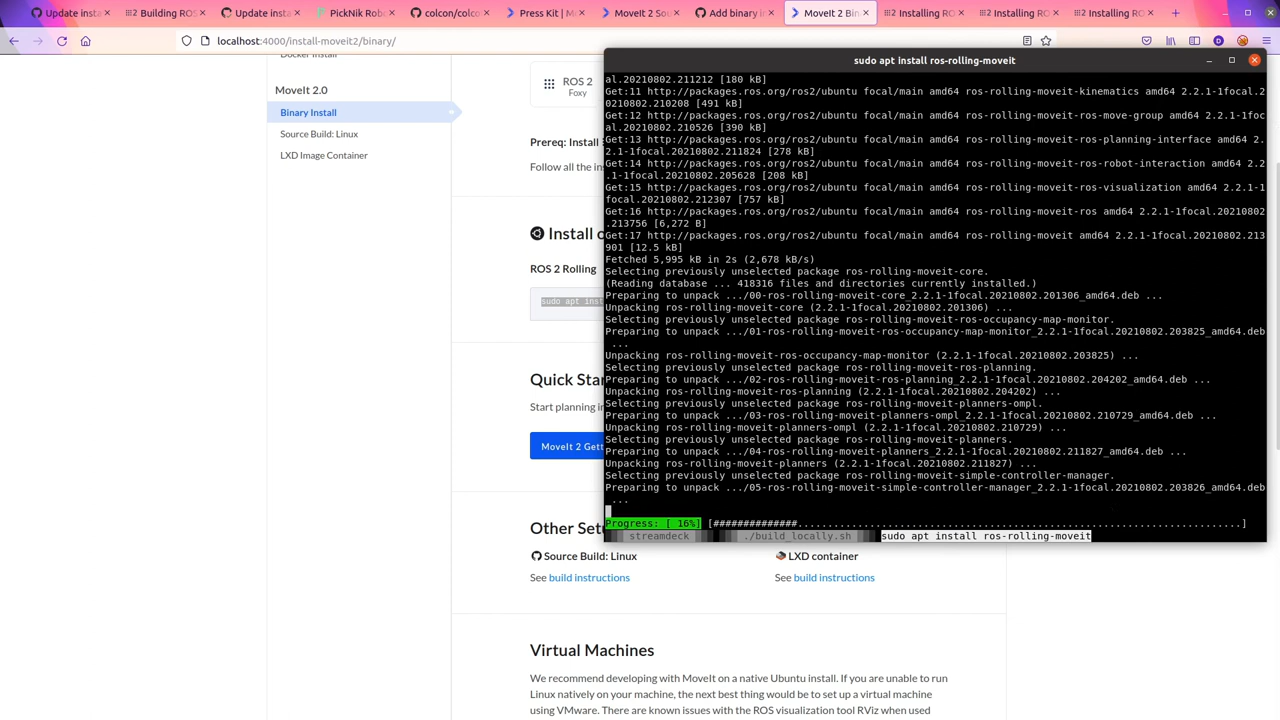 Update insta
Building ROS
Update insta
PickNik Rob
colcon/colco
Press Kit | M
MoveIt 2 Sou
Add binary in
MoveIt 2 Bin
Installing RO
Installing RO
Installing RO
localhost:4000/install-moveit2/binary/
Docker Install
MoveIt 2.0
Binary Install
Source Build: Linux
LXD Image Container
ROS 2
Foxy
Prereq: Install
Follow all the in
Install o
ROS 2 Rolling
sudo apt inst
Quick Star
Start planning in
MoveIt 2 Gett
Other Setu
Source Build: Linux
See build instructions
LXD container
See build instructions
Virtual Machines
We recommend developing with MoveIt on a native Ubuntu install. If you are unable to run
Linux natively on your machine, the next best thing would be to set up a virtual machine
using VMware. There are known issues with the ROS visualization tool RViz when used
sudo apt install ros-rolling-moveit
al.20210802.211212 [180 kB]
Get:11 http://packages.ros.org/ros2/ubuntu focal/main amd64 ros-rolling-moveit-kinematics amd64 2.2.1-1focal.2
0210802.210208 [491 kB]
Get:12 http://packages.ros.org/ros2/ubuntu focal/main amd64 ros-rolling-moveit-ros-move-group amd64 2.2.1-1foc
al.20210802.210526 [390 kB]
Get:13 http://packages.ros.org/ros2/ubuntu focal/main amd64 ros-rolling-moveit-ros-planning-interface amd64 2.
2.1-1focal.20210802.211824 [278 kB]
Get:14 http://packages.ros.org/ros2/ubuntu focal/main amd64 ros-rolling-moveit-ros-robot-interaction amd64 2.2
.1-1focal.20210802.205628 [208 kB]
Get:15 http://packages.ros.org/ros2/ubuntu focal/main amd64 ros-rolling-moveit-ros-visualization amd64 2.2.1-1
focal.20210802.212307 [757 kB]
Get:16 http://packages.ros.org/ros2/ubuntu focal/main amd64 ros-rolling-moveit-ros amd64 2.2.1-1focal.20210802
.213756 [6,272 B]
Get:17 http://packages.ros.org/ros2/ubuntu focal/main amd64 ros-rolling-moveit amd64 2.2.1-1focal.20210802.213
901 [12.5 kB]
Fetched 5,995 kB in 2s (2,678 kB/s)
Selecting previously unselected package ros-rolling-moveit-core.
(Reading database ... 418316 files and directories currently installed.)
Preparing to unpack .../00-ros-rolling-moveit-core_2.2.1-1focal.20210802.201306_amd64.deb ...
Unpacking ros-rolling-moveit-core (2.2.1-1focal.20210802.201306) ...
Selecting previously unselected package ros-rolling-moveit-ros-occupancy-map-monitor.
Preparing to unpack .../01-ros-rolling-moveit-ros-occupancy-map-monitor_2.2.1-1focal.20210802.203825_amd64.deb
...
Unpacking ros-rolling-moveit-ros-occupancy-map-monitor (2.2.1-1focal.20210802.203825) ...
Selecting previously unselected package ros-rolling-moveit-ros-planning.
Preparing to unpack .../02-ros-rolling-moveit-ros-planning_2.2.1-1focal.20210802.204202_amd64.deb ...
Unpacking ros-rolling-moveit-ros-planning (2.2.1-1focal.20210802.204202) ...
Selecting previously unselected package ros-rolling-moveit-planners-ompl.
Preparing to unpack .../03-ros-rolling-moveit-planners-ompl_2.2.1-1focal.20210802.210729_amd64.deb ...
Unpacking ros-rolling-moveit-planners-ompl (2.2.1-1focal.20210802.210729) ...
Selecting previously unselected package ros-rolling-moveit-planners.
Preparing to unpack .../04-ros-rolling-moveit-planners_2.2.1-1focal.20210802.211827_amd64.deb ...
Unpacking ros-rolling-moveit-planners (2.2.1-1focal.20210802.211827) ...
Selecting previously unselected package ros-rolling-moveit-simple-controller-manager.
Preparing to unpack .../05-ros-rolling-moveit-simple-controller-manager_2.2.1-1focal.20210802.203826_amd64.deb
...
Progress: [ 16%] [##############..........................................................................]
streamdeck ./build_locally.sh sudo apt install ros-rolling-moveit